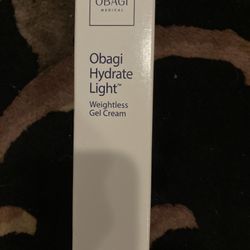 OBAGI
MEDICAL
Obagi
Hydrate
Light™
Weightless
Gel Cream